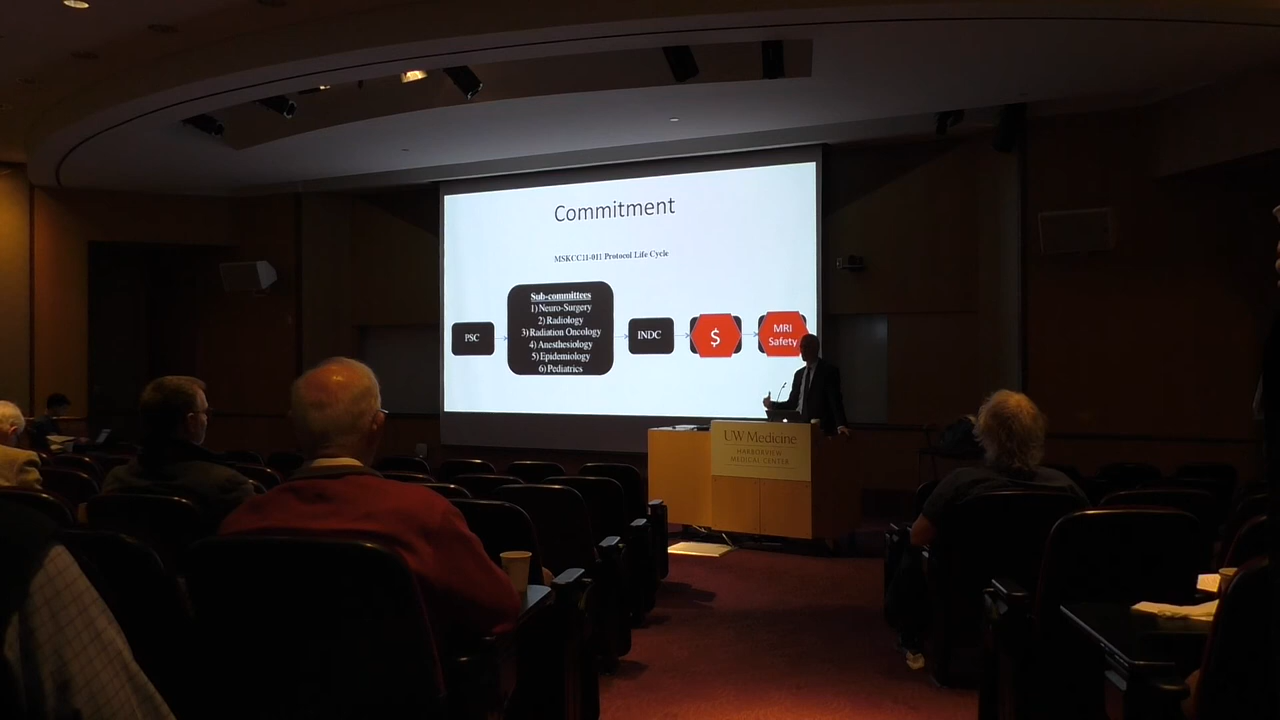 Commitment
MSKCC11-011 Protocol Life Cycle
PSC
Sub-committees
1) Neuro-Surgery
2) Radiology
3) Radiation Oncology
4) Anesthesiology
5) Epidemiology
6) Pediatrics
INDC
$
MRI
Safety
UW Medicine
HARBORVIEW
MEDICAL CENTER